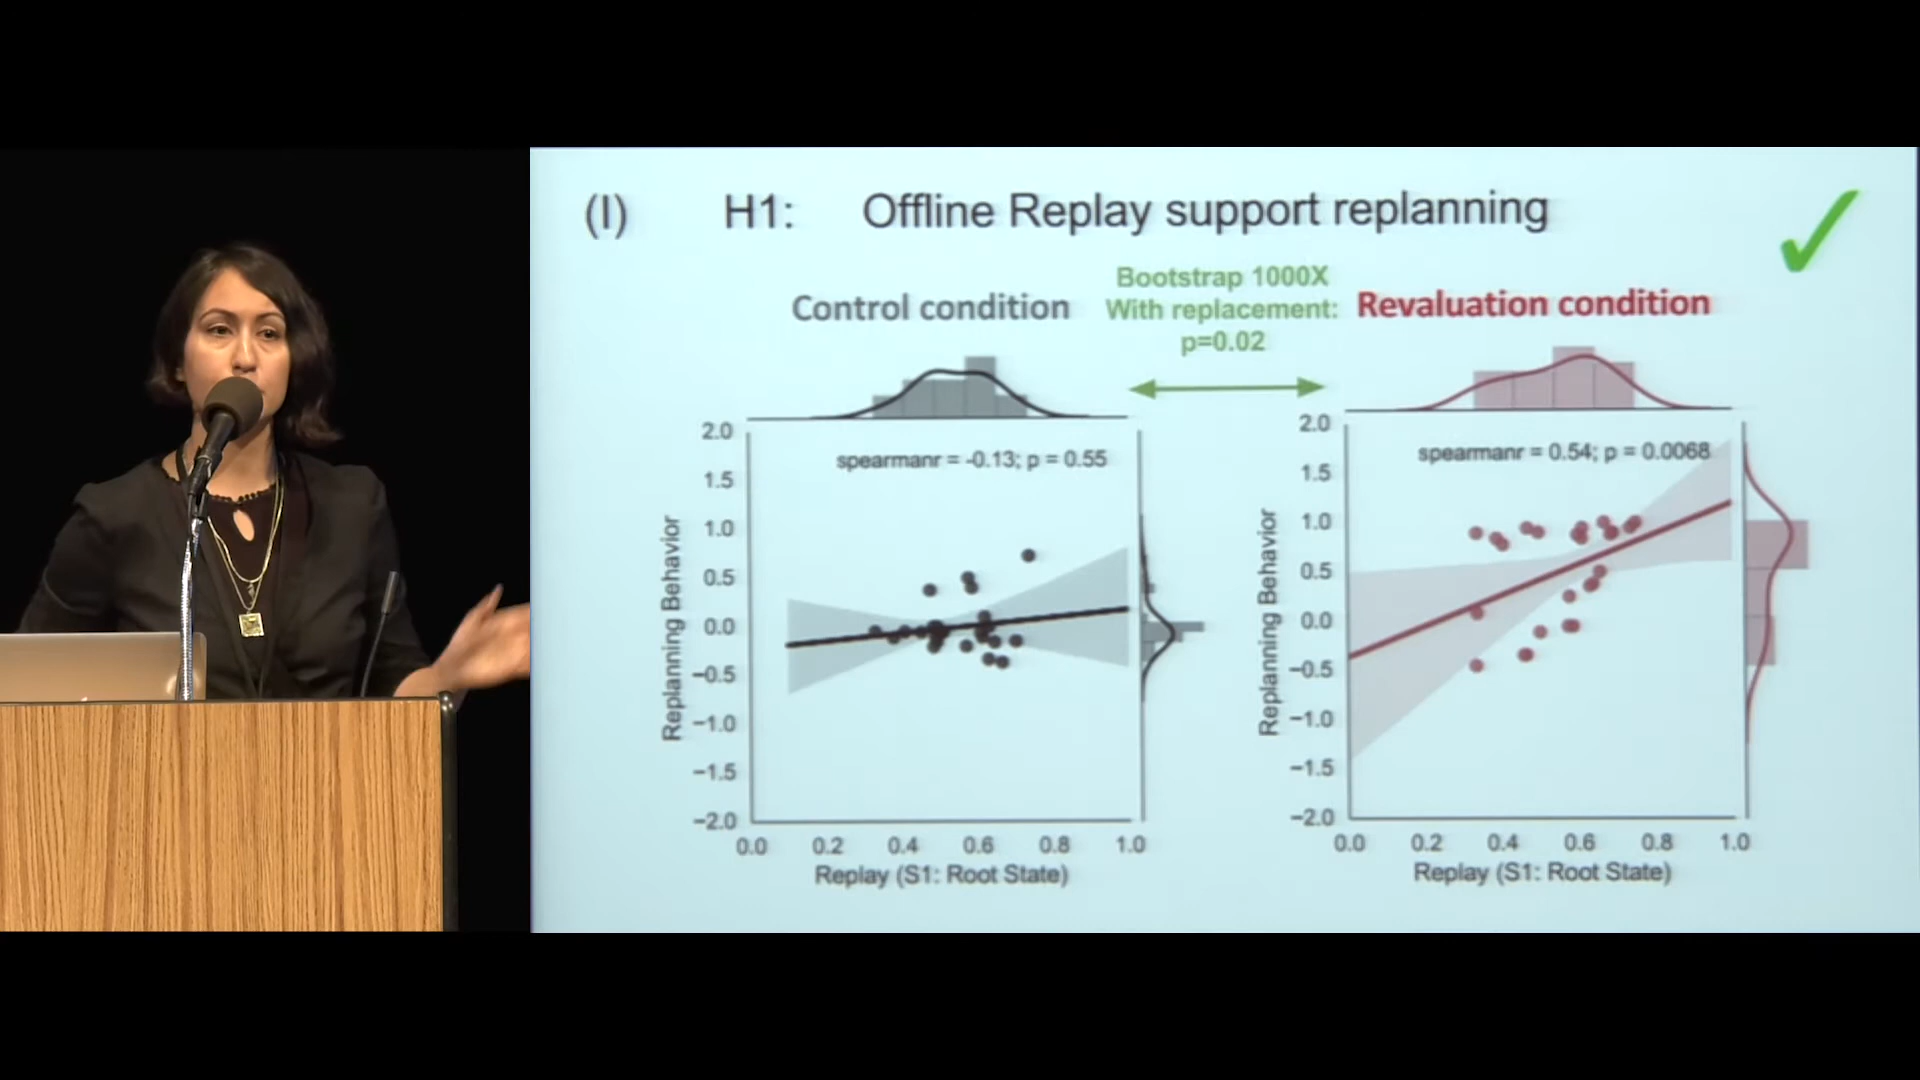 (I) H1: Offline Replay support replanning
Control condition
Bootstrap 1000X
With replacement:
p=0.02
Revaluation condition
spearmanr = -0.13; p = 0.55
2.0
1.5
1.0
0.5
0.0
−0.5
−1.0
−1.5
−2.0
Replanning Behavior
0.0 0.2 0.4 0.6 0.8 1.0
Replay (S1: Root State)
spearmanr = 0.54; p = 0.0068
2.0
1.5
1.0
0.5
0.0
−0.5
−1.0
−1.5
−2.0
Replanning Behavior
0.0 0.2 0.4 0.6 0.8 1.0
Replay (S1: Root State)